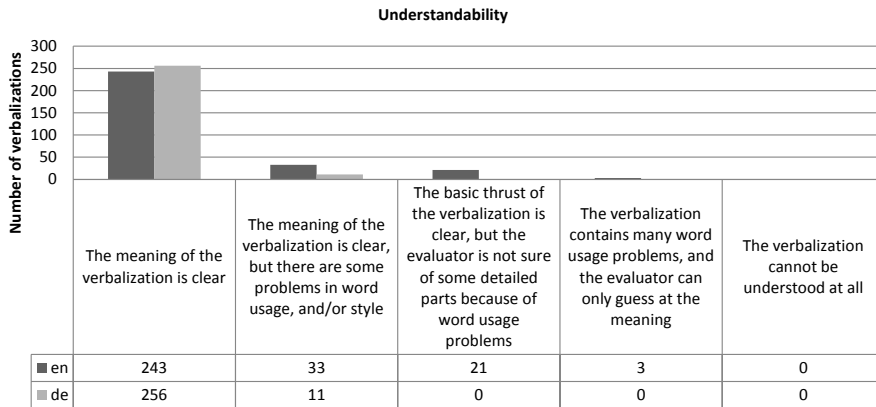 Understandability
Number of verbalizations
300
250
200
150
100
50
0
The meaning of the
verbalization is clear
The meaning of the
verbalization is clear,
but there are some
problems in word
usage, and/or style
The basic thrust of
the verbalization is
clear, but the
evaluator is not sure
of some detailed
parts because of
word usage
problems
The verbalization
contains many word
usage problems, and
the evaluator can
only guess at the
meaning
The verbalization
cannot be
understood at all
en 243 33 21 3 0
de 256 11 0 0 0